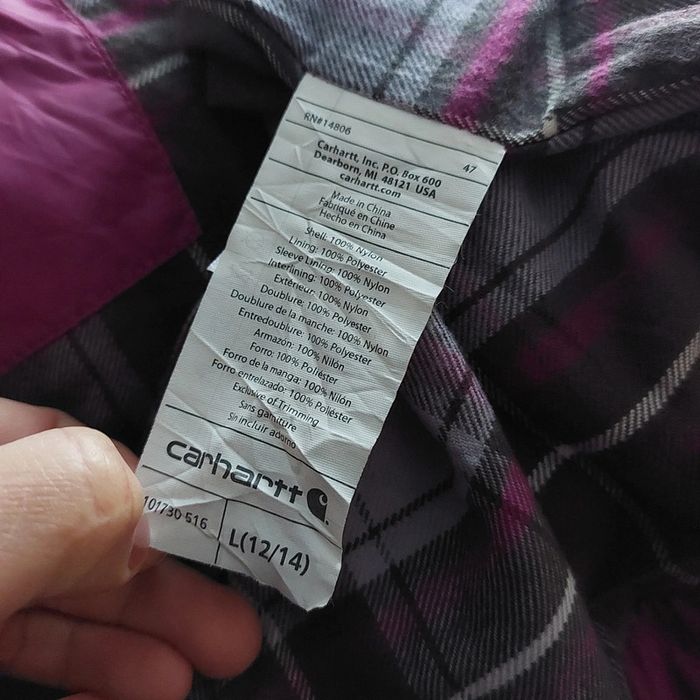 RN#14806
47
Carhartt, Inc. P.O. Box 600
Dearborn, MI 48121 USA
carhartt.com
Made in China
Fabriqué en Chine
Hecho en China
Shell: 100% Nylon
Lining: 100% Polyester
Sleeve Lining: 100% Nylon
Interlining: 100% Polyester
Extérieur: 100% Nylon
Doublure: 100% Polyester
Doublure de la manche: 100% Nylon
Entredoublure: 100% Polyester
Armazón: 100% Nilón
Forro: 100% Poliéster
Forro de la manga: 100% Nilón
Forro entrelazado: 100% Poliéster
Exclusive of Trimming
Sans garniture
Sin incluir adorno
carhartt
101730 516
L(12/14)